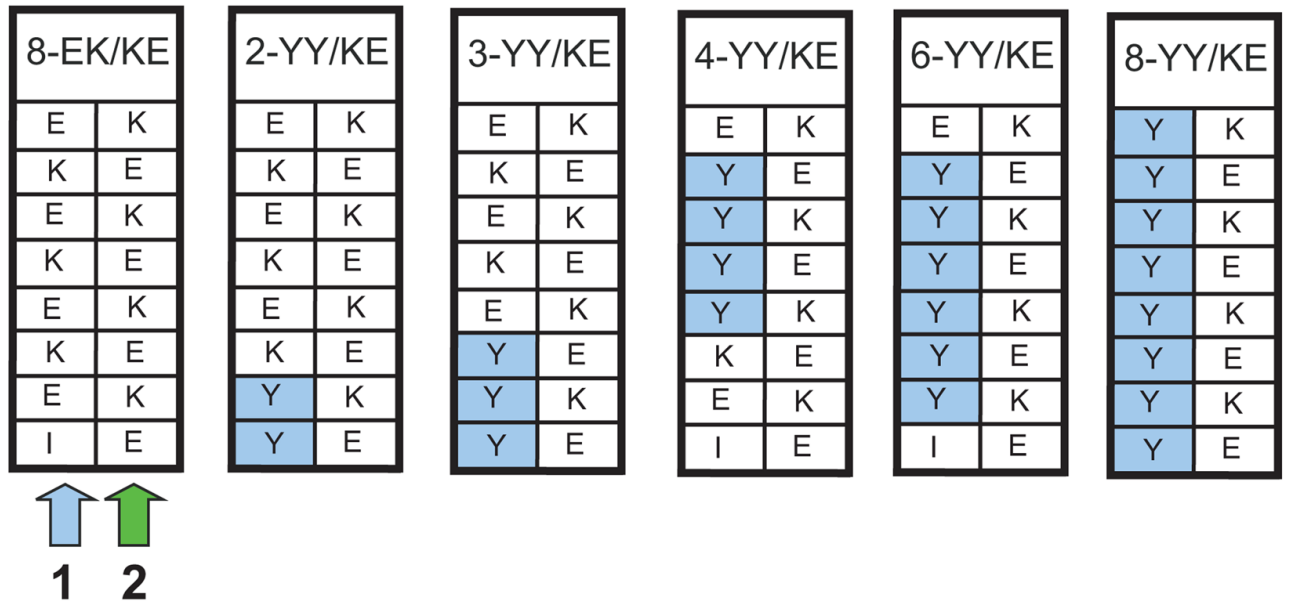 8-EK/KE 2-YY/KE 3-YY/KE 4-YY/KE 6-YY/KE 8-YY/KE
E K E K E K E K E K Y K
K E K E K E Y E Y E Y E
E K E K E K Y K Y K Y K
K E K E K E Y E Y E Y E
E K E K E K Y K Y K Y K
K E K E Y E K E Y E Y E
E K Y K Y K E K Y K Y K
I E Y E Y E I E I E Y E
1 2